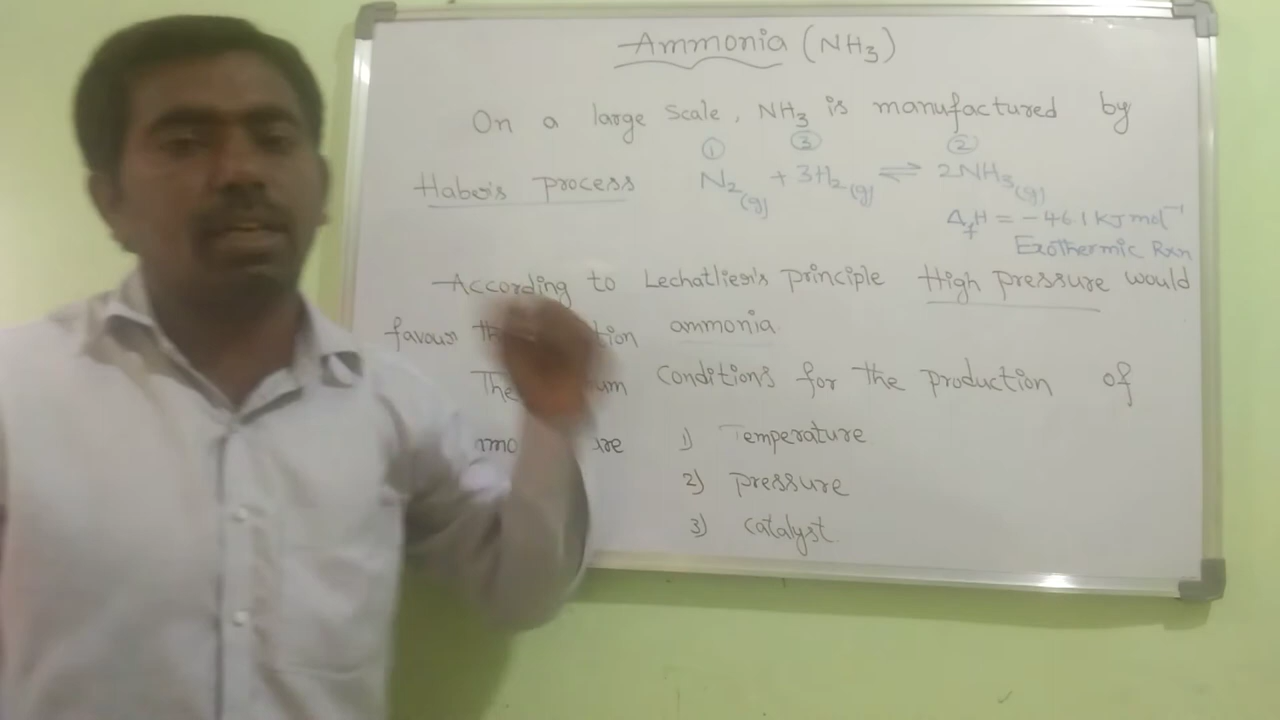 Ammonia (NH3)
On a large scale, NH3 is manufactured by
① ③ ②
Haber's process N2(g) + 3H2(g) ⇌ 2NH3(g)
ΔfH = -46.1 kJ mol⁻¹
Exothermic Rxn
According to Lechatlier's principle High pressure would
favour ammonia
The conditions for the production of
1) Temperature
2) pressure
3) catalyst.